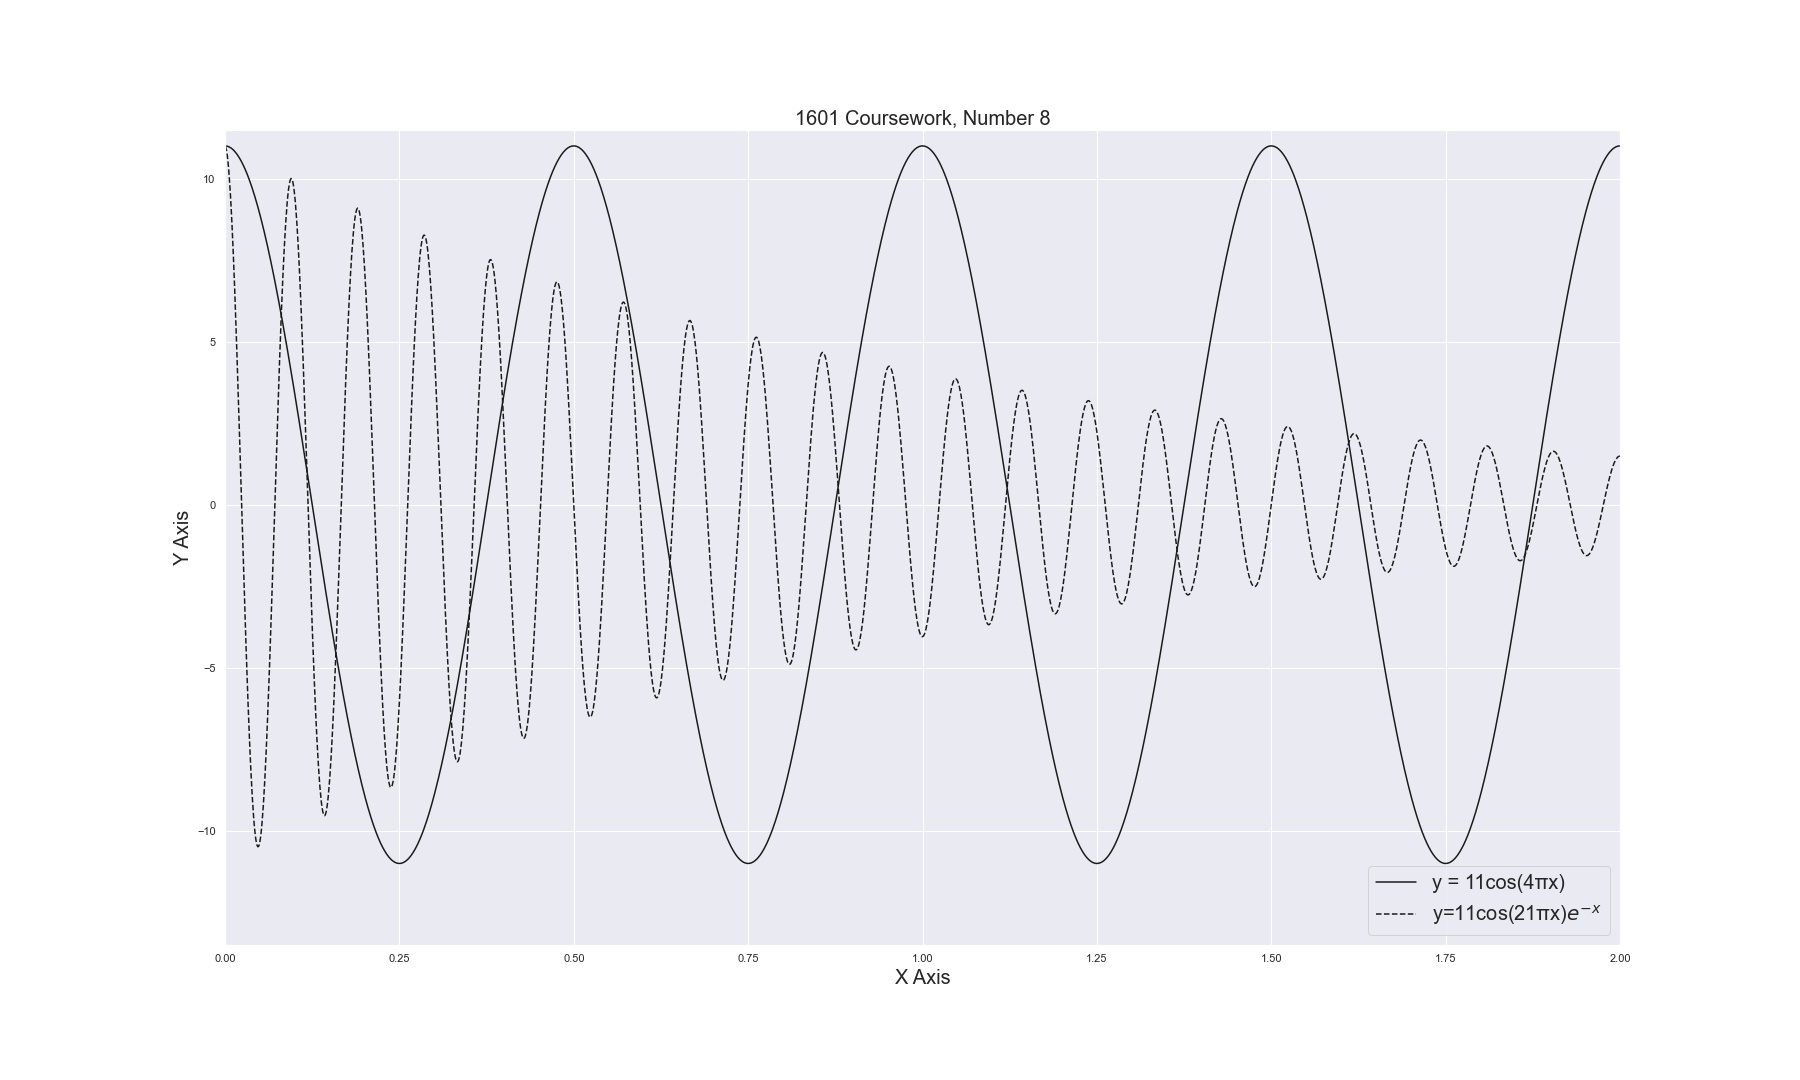 1601 Coursework, Number 8
10
5
0
−5
−10
Y Axis
0.00 0.25 0.50 0.75 1.00 1.25 1.50 1.75 2.00
X Axis
y = 11cos(4πx)
y=11cos(21πx)e⁻ˣ